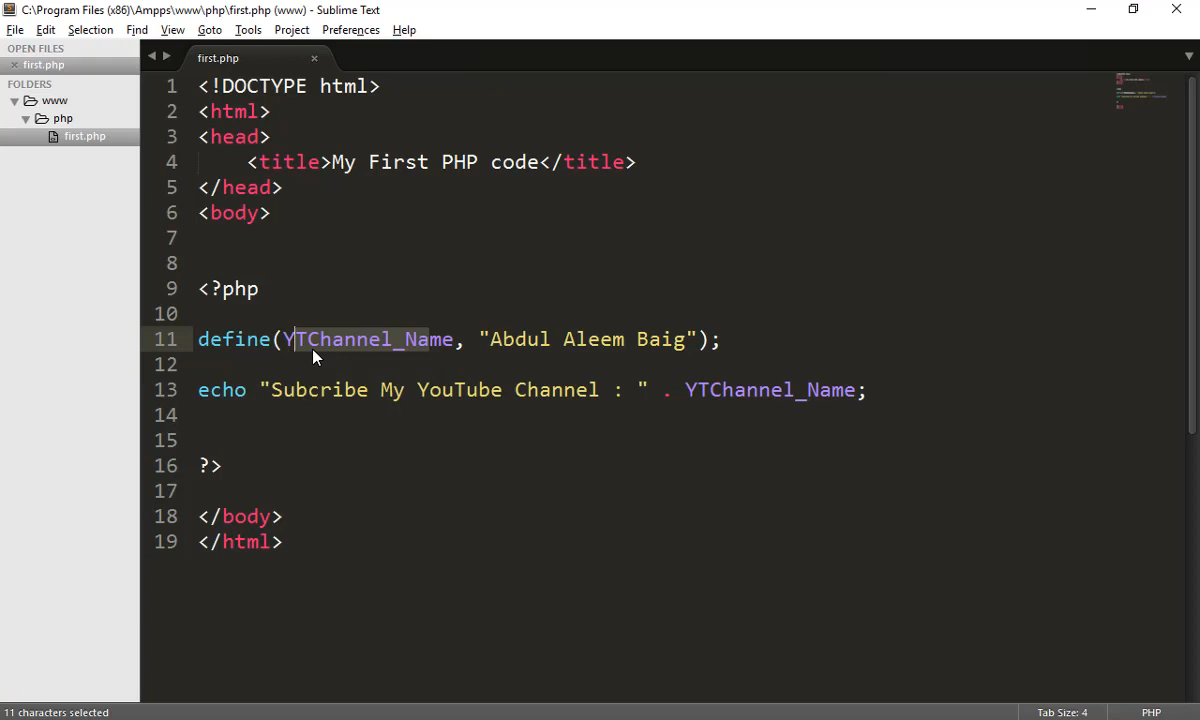 C:\Program Files (x86)\Ampps\www\php\first.php (www) - Sublime Text
File Edit Selection Find View Goto Tools Project Preferences Help
OPEN FILES
× first.php
FOLDERS
www
php
first.php
first.php ×
1 <!DOCTYPE html>
2 <html>
3 <head>
4 <title>My First PHP code</title>
5 </head>
6 <body>
7
8
9 <?php
10
11 define(YTChannel_Name, "Abdul Aleem Baig");
12
13 echo "Subcribe My YouTube Channel : " . YTChannel_Name;
14
15
16 ?>
17
18 </body>
19 </html>
11 characters selected
Tab Size: 4
PHP